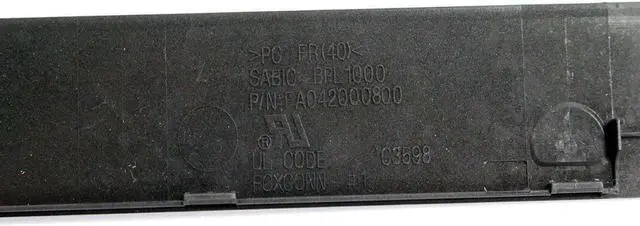 >PC FR(40)<
SABIC BFL1000
P/N:FA042000800
®
UL CODE C3598
FOXCONN #1